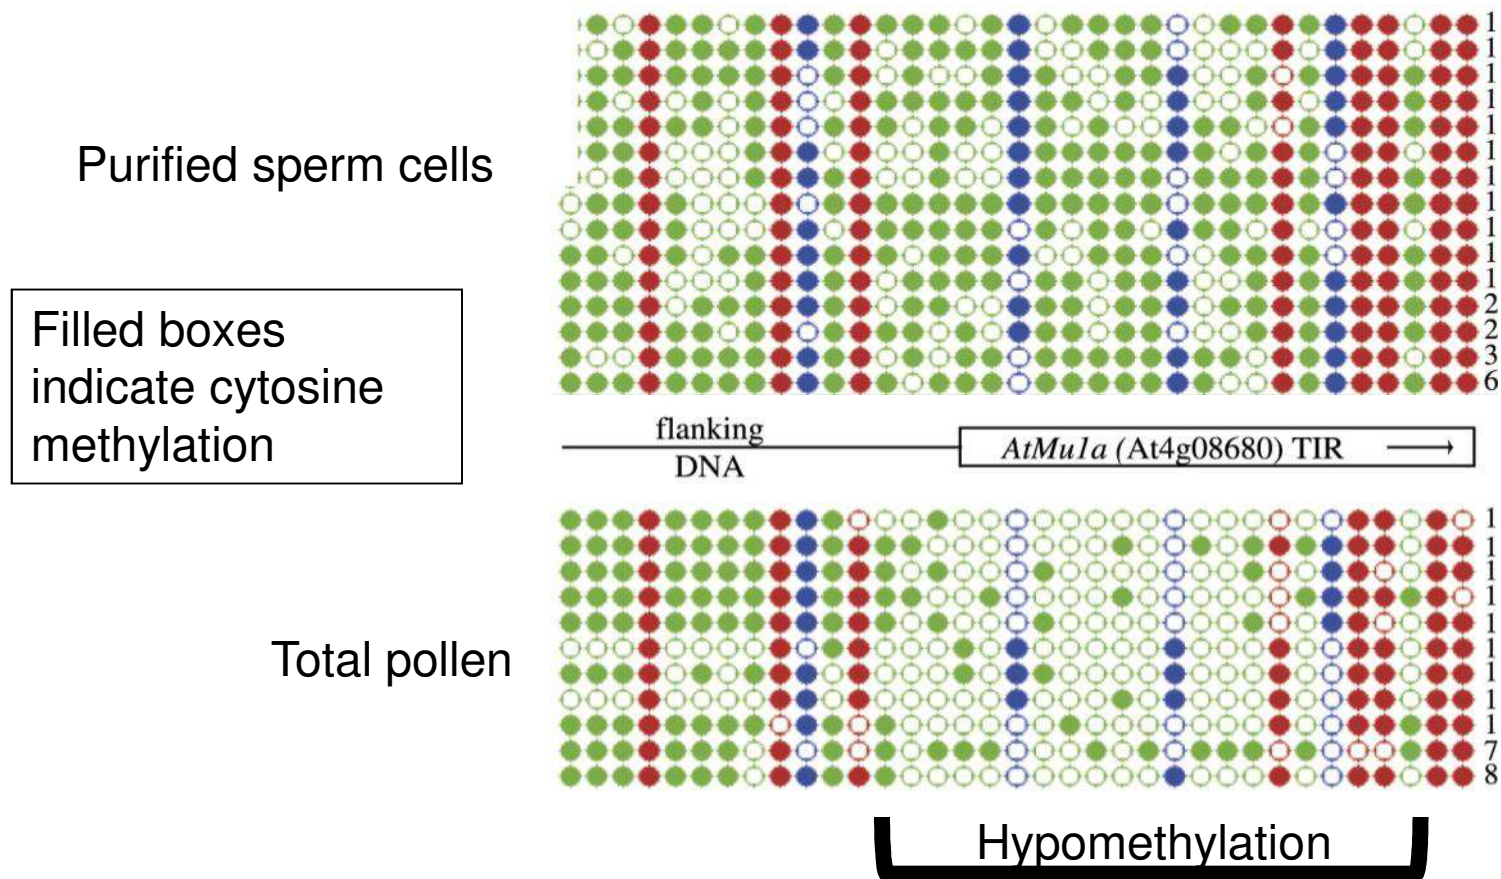 1
1
1
1
1
1
1
1
1
1
1
2
2
3
6
Purified sperm cells
Filled boxes
indicate cytosine
methylation
flanking
DNA
AtMu1a (At4g08680) TIR
1
1
1
1
1
1
1
1
1
7
8
Total pollen
Hypomethylation